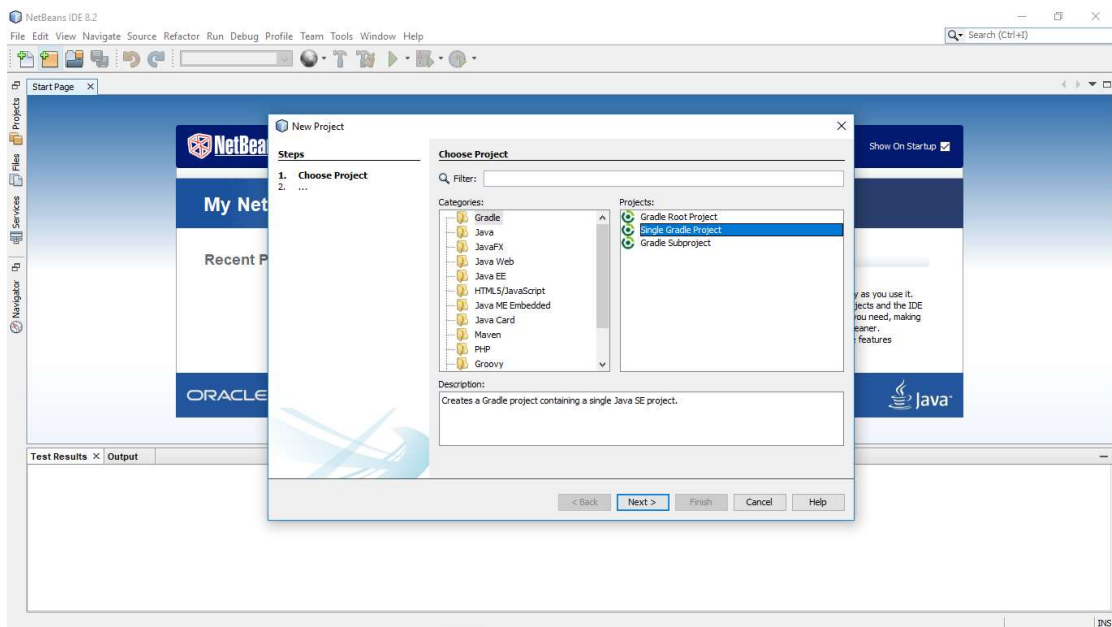 NetBeans IDE 8.2
File Edit View Navigate Source Refactor Run Debug Profile Team Tools Window Help
Search (Ctrl+I)
Start Page
Projects
Files
Services
Navigator
NetBea
Show On Startup
My Net
Recent P
y as you use it.
jects and the IDE
you need, making
eaner.
features
ORACLE
Java
New Project
Steps
1. Choose Project
2. ...
Choose Project
Filter:
Categories:
Gradle
Java
JavaFX
Java Web
Java EE
HTML5/JavaScript
Java ME Embedded
Java Card
Maven
PHP
Groovy
Projects:
Gradle Root Project
Single Gradle Project
Gradle Subproject
Description:
Creates a Gradle project containing a single Java SE project.
< Back Next > Finish Cancel Help
Test Results Output
INS